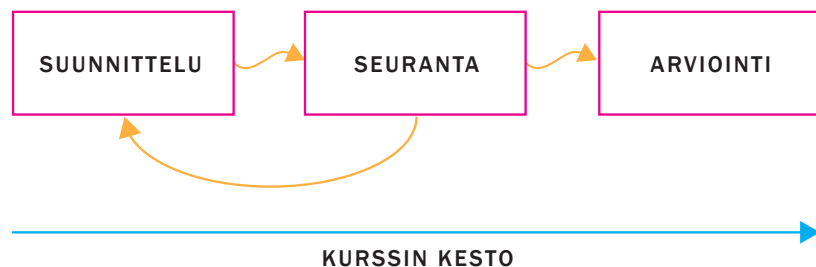 SUUNNITTELU
SEURANTA
ARVIOINTI
KURSSIN KESTO